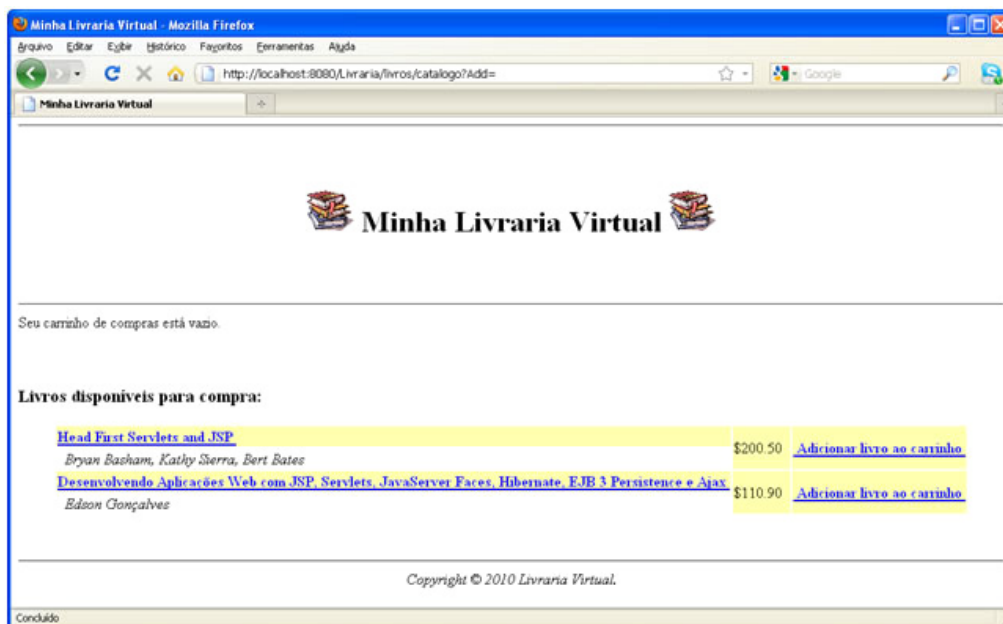 Minha Livraria Virtual - Mozilla Firefox
Arquivo Editar Exibir Histórico Favoritos Ferramentas Ajuda
http://localhost:8080/Livraria/livros/catalogo?Add=
Google
Minha Livraria Virtual
Minha Livraria Virtual
Seu carrinho de compras está vazio.
Livros disponíveis para compra:
Head First Servlets and JSP
$200.50 Adicionar livro ao carrinho
Bryan Basham, Kathy Sierra, Bert Bates
Desenvolvendo Aplicações Web com JSP, Servlets, JavaServer Faces, Hibernate, EJB 3 Persistence e Ajax
$110.90 Adicionar livro ao carrinho
Edson Gonçalves
Copyright © 2010 Livraria Virtual.
Concluído